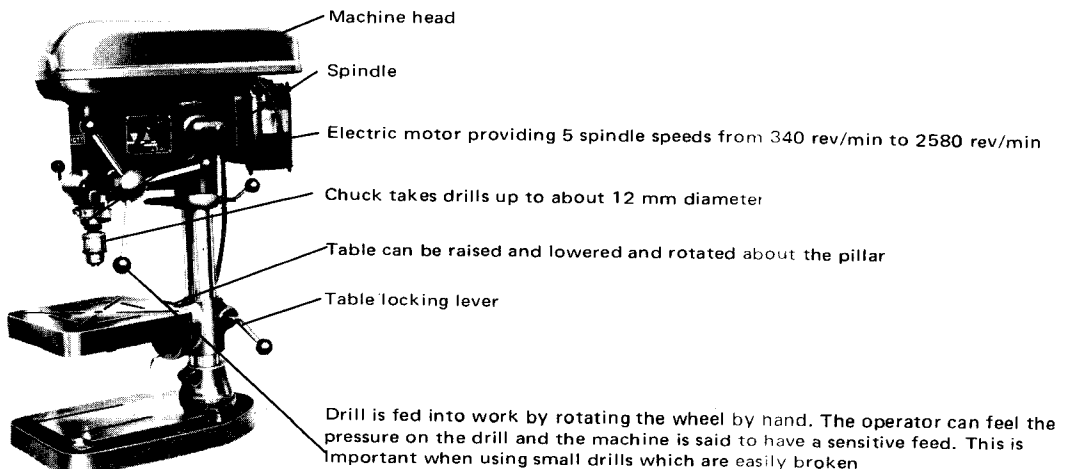 Machine head
Spindle
Electric motor providing 5 spindle speeds from 340 rev/min to 2580 rev/min
Chuck takes drills up to about 12 mm diameter
Table can be raised and lowered and rotated about the pillar
Table locking lever
Drill is fed into work by rotating the wheel by hand. The operator can feel the
pressure on the drill and the machine is said to have a sensitive feed. This is
important when using small drills which are easily broken